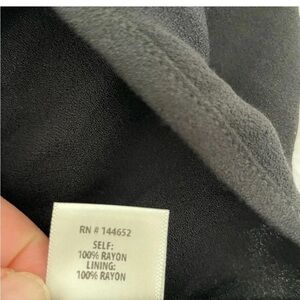 RN # 144652
SELF:
100% RAYON
LINING:
100% RAYON